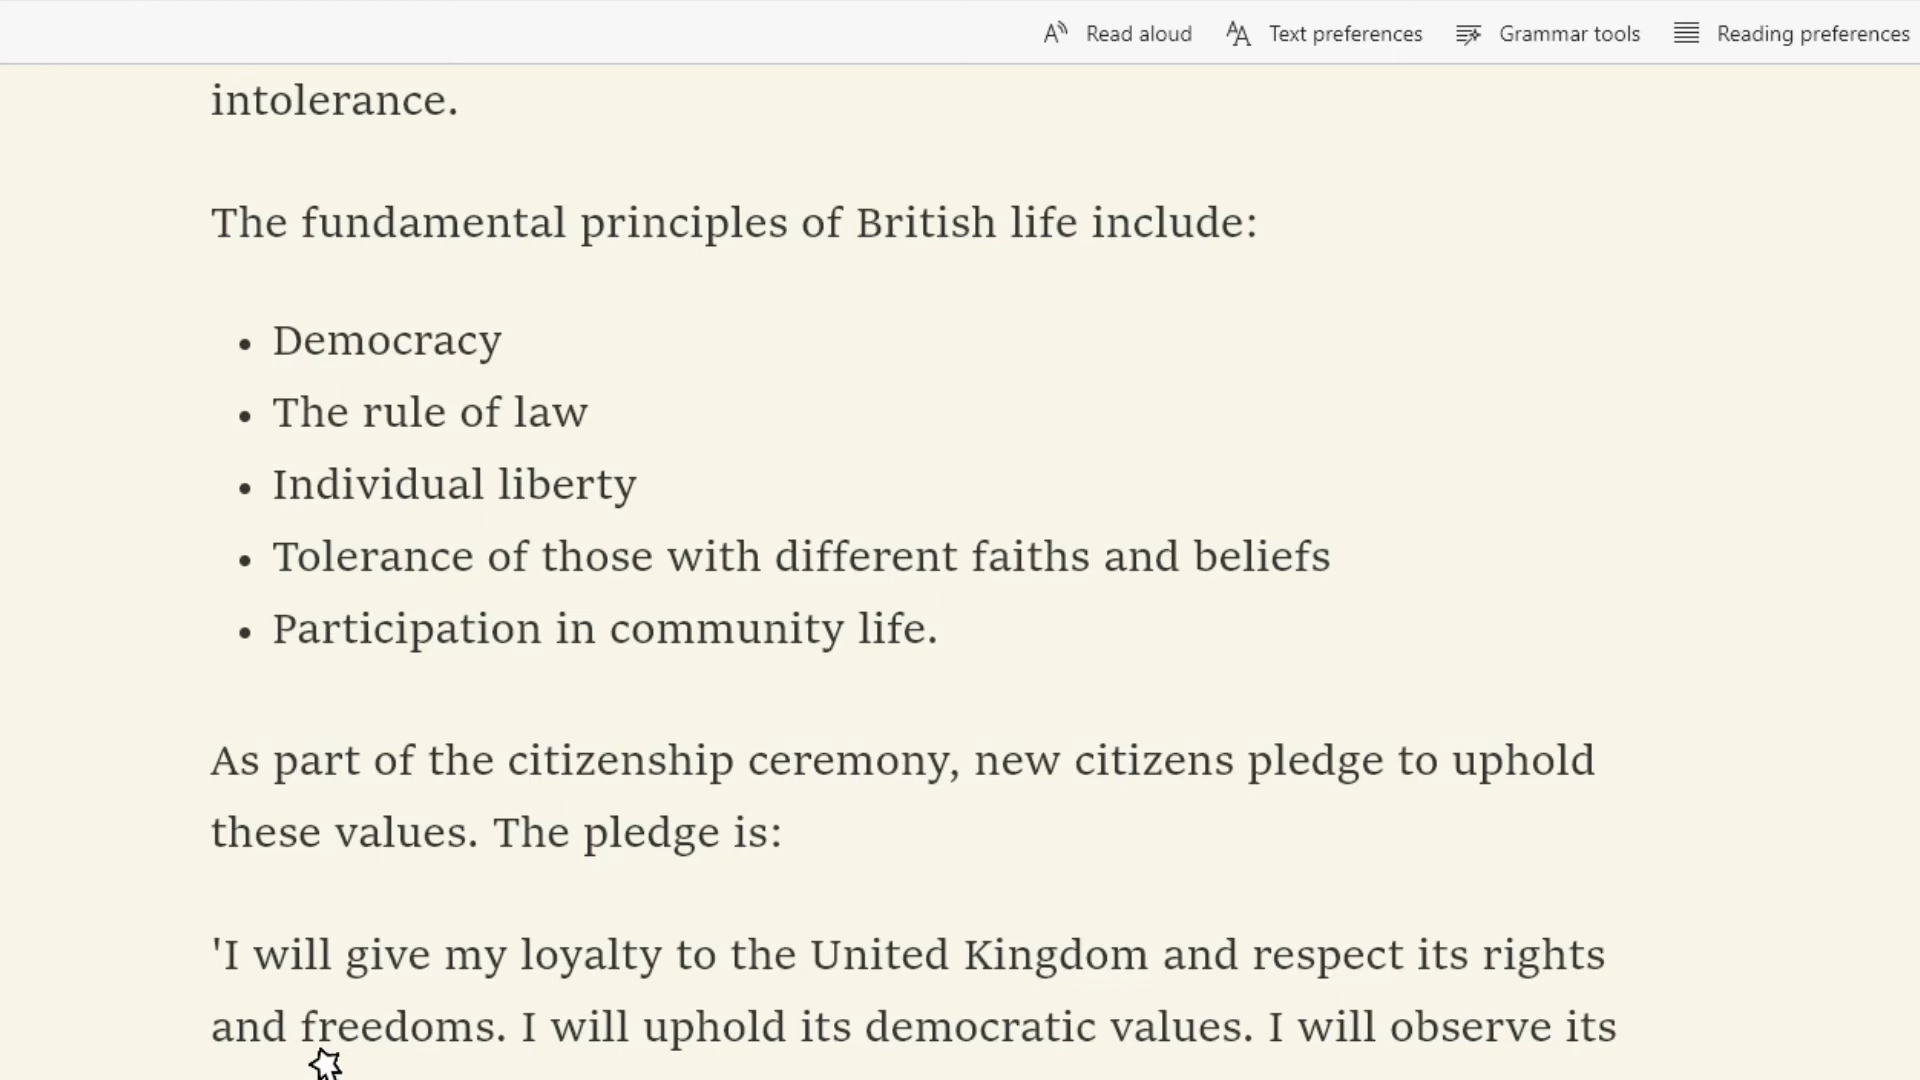 Read aloud
Text preferences
Grammar tools
Reading preferences
intolerance.
The fundamental principles of British life include:
• Democracy
• The rule of law
• Individual liberty
• Tolerance of those with different faiths and beliefs
• Participation in community life.
As part of the citizenship ceremony, new citizens pledge to uphold
these values. The pledge is:
'I will give my loyalty to the United Kingdom and respect its rights
and freedoms. I will uphold its democratic values. I will observe its